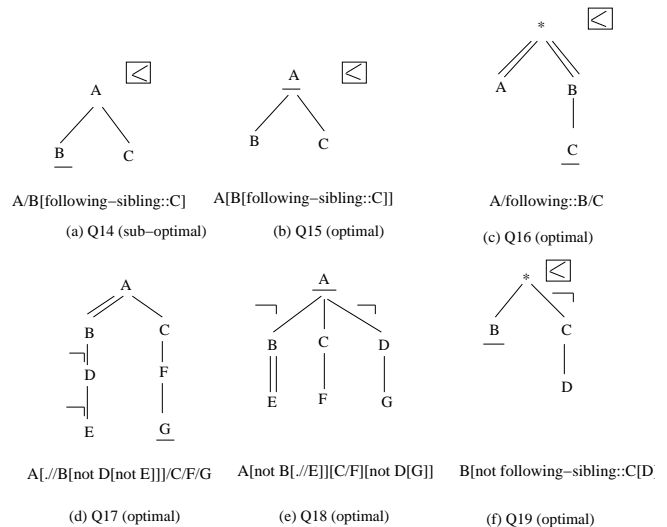 A
B
C
A/B[following−sibling::C]
(a) Q14 (sub−optimal)
A
B
C
A[B[following−sibling::C]]
(b) Q15 (optimal)
*
A
B
C
A/following::B/C
(c) Q16 (optimal)
A
B
C
D
F
E
G
A[.//B[not D[not E]]]/C/F/G
(d) Q17 (optimal)
A
B
C
D
E
F
G
A[not B[.//E]][C/F][not D[G]]
(e) Q18 (optimal)
*
B
C
D
B[not following−sibling::C[D]
(f) Q19 (optimal)